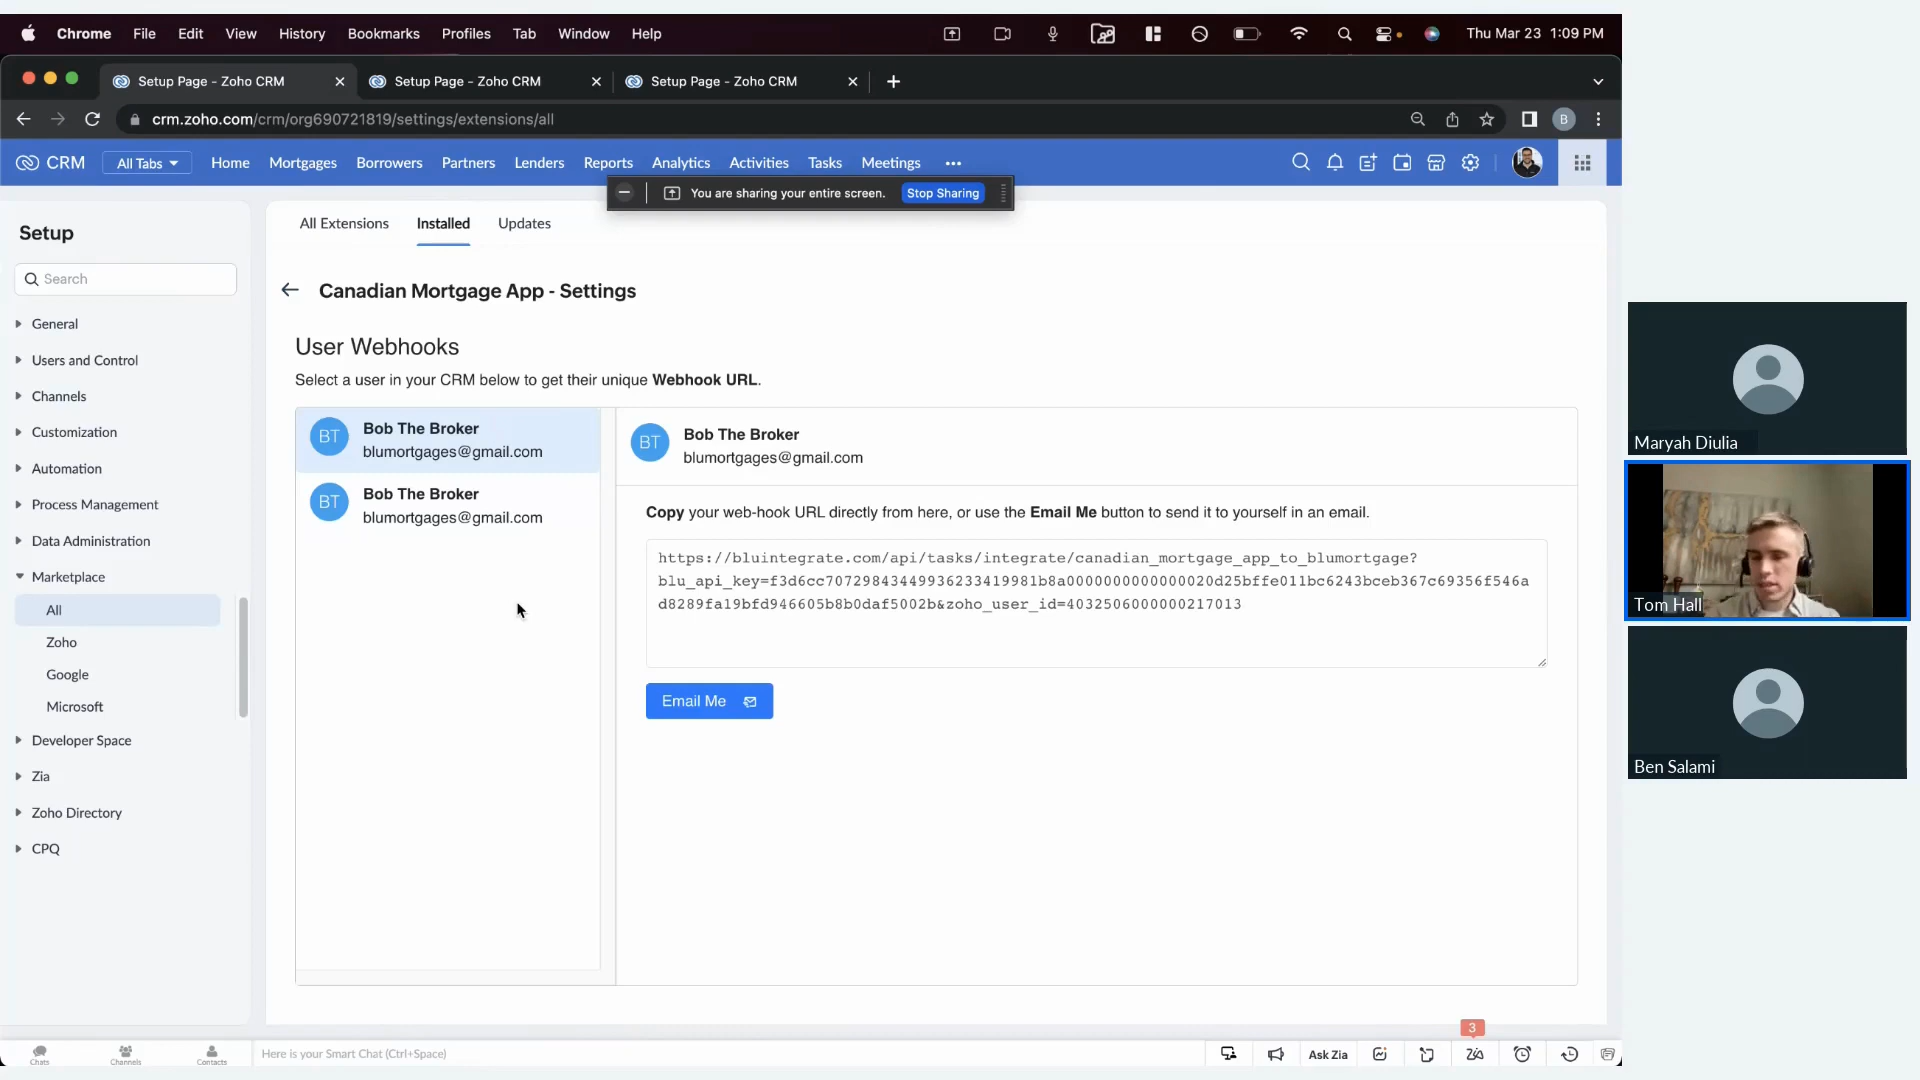 Chrome File Edit View History Bookmarks Profiles Tab Window Help Thu Mar 23 1:09 PM
Setup Page - Zoho CRM Setup Page - Zoho CRM Setup Page - Zoho CRM
crm.zoho.com/crm/org690721819/settings/extensions/all B
CRM All Tabs Home Mortgages Borrowers Partners Lenders Reports Analytics Activities Tasks Meetings
You are sharing your entire screen. Stop Sharing
Setup
Search
General
Users and Control
Channels
Customization
Automation
Process Management
Data Administration
Marketplace
All
Zoho
Google
Microsoft
Developer Space
Zia
Zoho Directory
CPQ
All Extensions Installed Updates
Canadian Mortgage App - Settings
User Webhooks
Select a user in your CRM below to get their unique Webhook URL.
BT Bob The Broker
blumortgages@gmail.com
BT Bob The Broker
blumortgages@gmail.com
BT Bob The Broker
blumortgages@gmail.com
Copy your web-hook URL directly from here, or use the Email Me button to send it to yourself in an email.
https://bluintegrate.com/api/tasks/integrate/canadian_mortgage_app_to_blumortgage?
blu_api_key=f3d6cc70729843449936233419981b8a0000000000000020d25bffe011bc6243bceb367c69356f546a
d8289fa19bfd946605b8b0daf5002b&zoho_user_id=4032506000000217013
Email Me
Maryah Diulia
Tom Hall
Ben Salami
3
Chats Channels Contacts Here is your Smart Chat (Ctrl+Space) Ask Zia